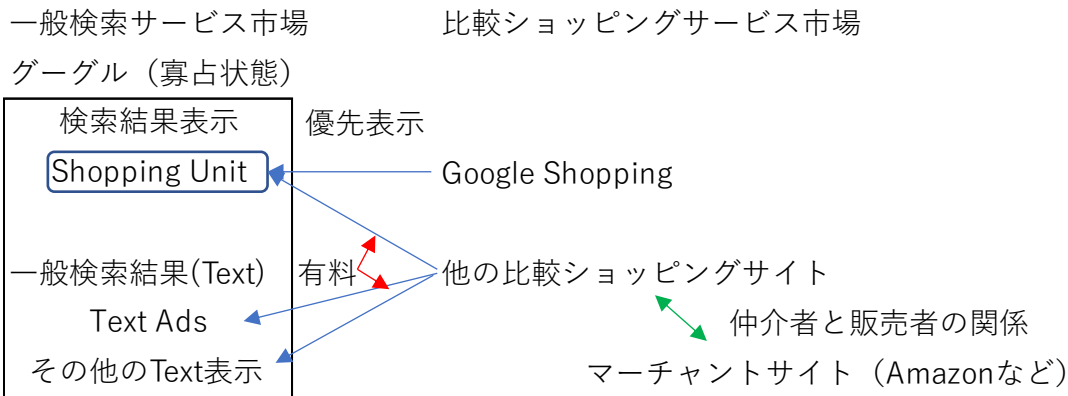 一般検索サービス市場
比較ショッピングサービス市場
グーグル（寡占状態）
検索結果表示
優先表示
Shopping Unit
Google Shopping
一般検索結果(Text)
有料
他の比較ショッピングサイト
Text Ads
仲介者と販売者の関係
その他のText表示
マーチャントサイト（Amazonなど）